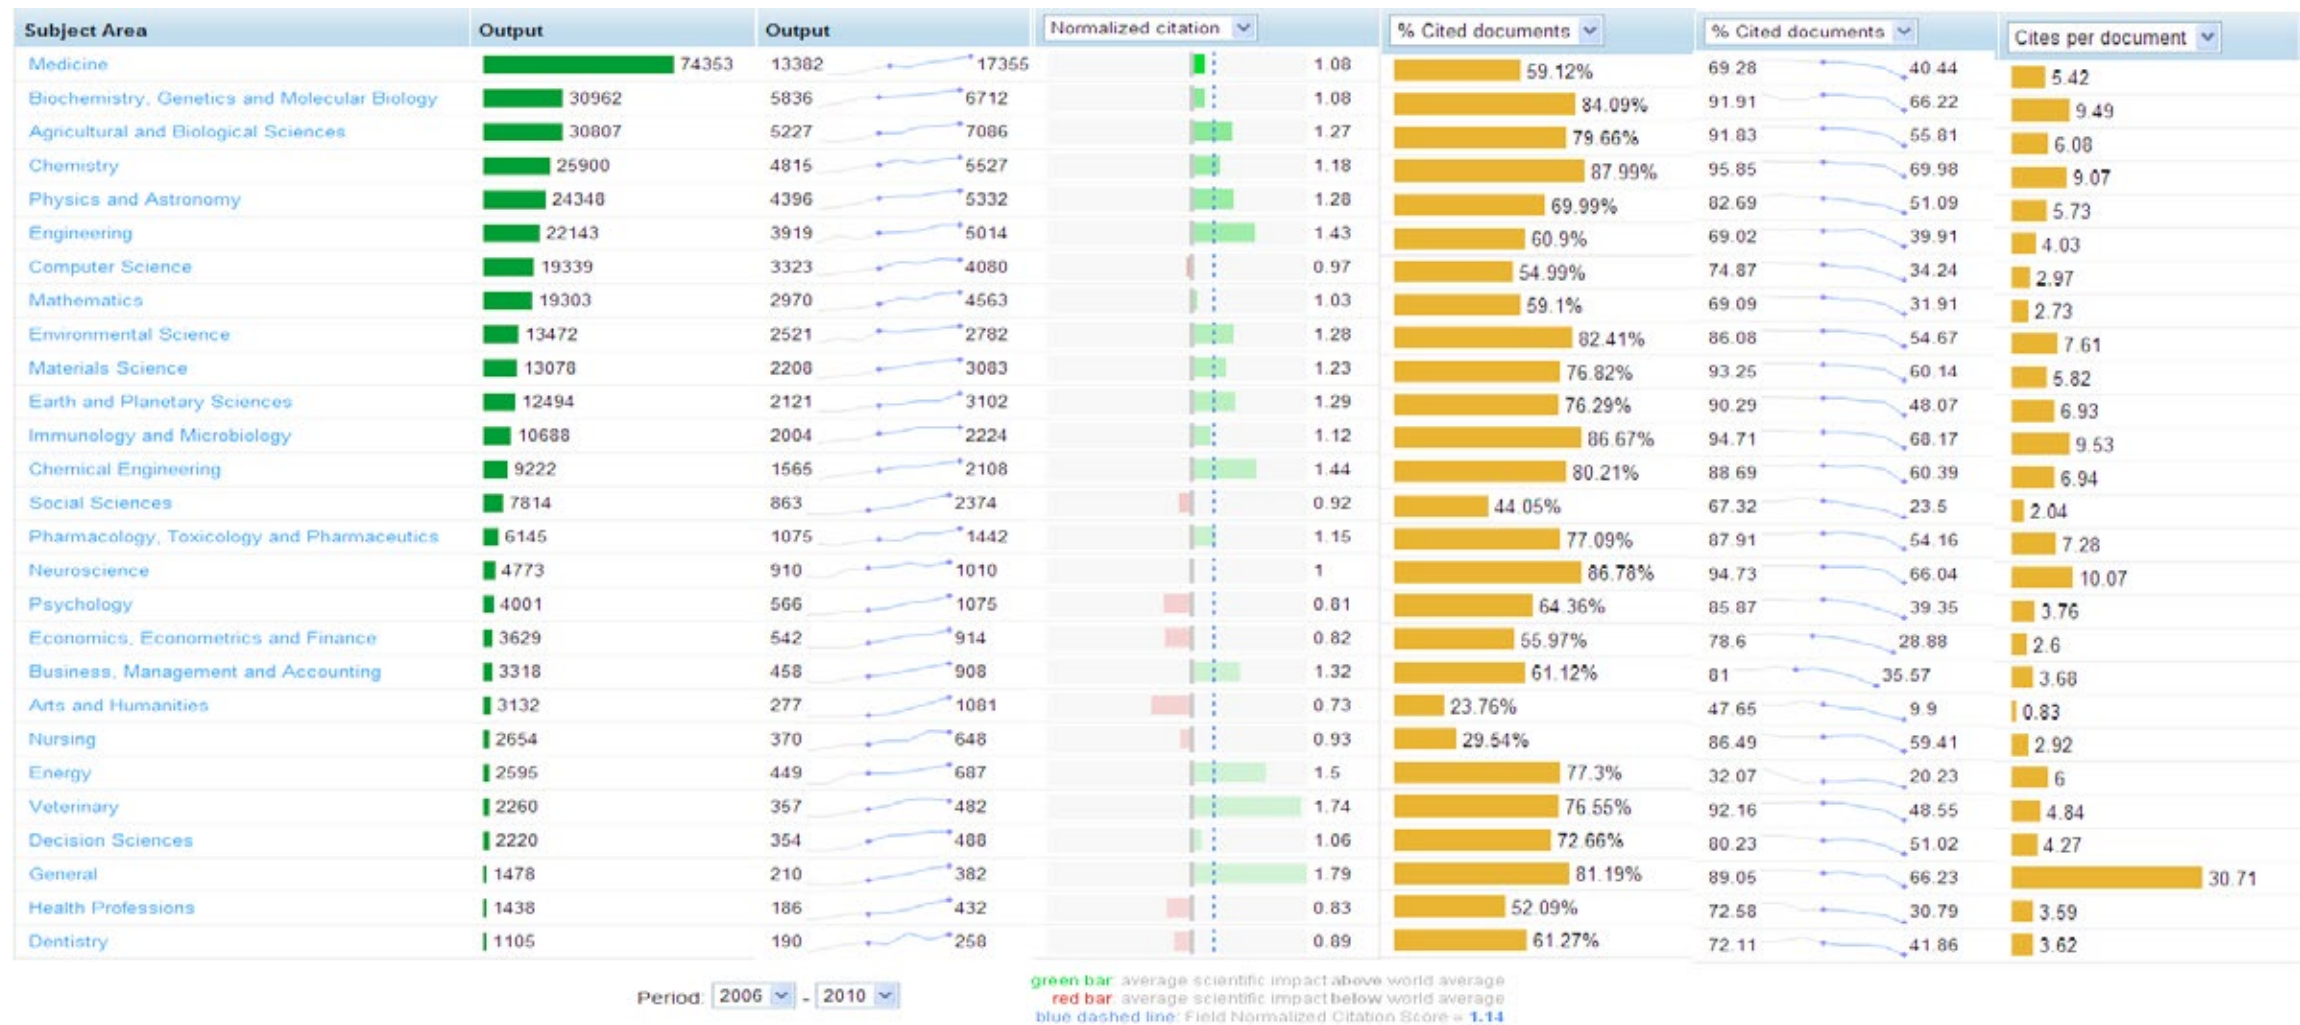 Subject Area Output Output Normalized citation % Cited documents % Cited documents Cites per document
Medicine 74353 13382 17355 1.08 59.12% 69.28 40.44 5.42
Biochemistry, Genetics and Molecular Biology 30962 5836 6712 1.08 84.09% 91.91 66.22 9.49
Agricultural and Biological Sciences 30807 5227 7086 1.27 79.66% 91.83 55.81 6.08
Chemistry 25900 4815 5527 1.18 87.99% 95.85 69.98 9.07
Physics and Astronomy 24348 4396 5332 1.28 69.99% 82.69 51.09 5.73
Engineering 22143 3919 5014 1.43 60.9% 69.02 39.91 4.03
Computer Science 19339 3323 4080 0.97 54.99% 74.87 34.24 2.97
Mathematics 19303 2970 4563 1.03 59.1% 69.09 31.91 2.73
Environmental Science 13472 2521 2782 1.28 82.41% 86.08 54.67 7.61
Materials Science 13078 2208 3083 1.23 76.82% 93.25 60.14 5.82
Earth and Planetary Sciences 12494 2121 3102 1.29 76.29% 90.29 48.07 6.93
Immunology and Microbiology 10688 2004 2224 1.12 86.67% 94.71 68.17 9.53
Chemical Engineering 9222 1565 2108 1.44 80.21% 88.69 60.39 6.94
Social Sciences 7814 863 2374 0.92 44.05% 67.32 23.5 2.04
Pharmacology, Toxicology and Pharmaceutics 6145 1075 1442 1.15 77.09% 87.91 54.16 7.28
Neuroscience 4773 910 1010 1 86.78% 94.73 66.04 10.07
Psychology 4001 566 1075 0.81 64.36% 85.87 39.35 3.76
Economics, Econometrics and Finance 3629 542 914 0.82 55.97% 78.6 28.88 2.6
Business, Management and Accounting 3318 458 908 1.32 61.12% 81 35.57 3.68
Arts and Humanities 3132 277 1081 0.73 23.76% 47.65 9.9 0.83
Nursing 2654 370 648 0.93 29.54% 86.49 59.41 2.92
Energy 2595 449 687 1.5 77.3% 32.07 20.23 6
Veterinary 2260 357 482 1.74 76.55% 92.16 48.55 4.84
Decision Sciences 2220 354 488 1.06 72.66% 80.23 51.02 4.27
General 1478 210 382 1.79 81.19% 89.05 66.23 30.71
Health Professions 1438 186 432 0.83 52.09% 72.58 30.79 3.59
Dentistry 1105 190 258 0.89 61.27% 72.11 41.86 3.62
Period: 2006 - 2010
green bar: average scientific impact above world average
red bar: average scientific impact below world average
blue dashed line: Field Normalized Citation Score = 1.14